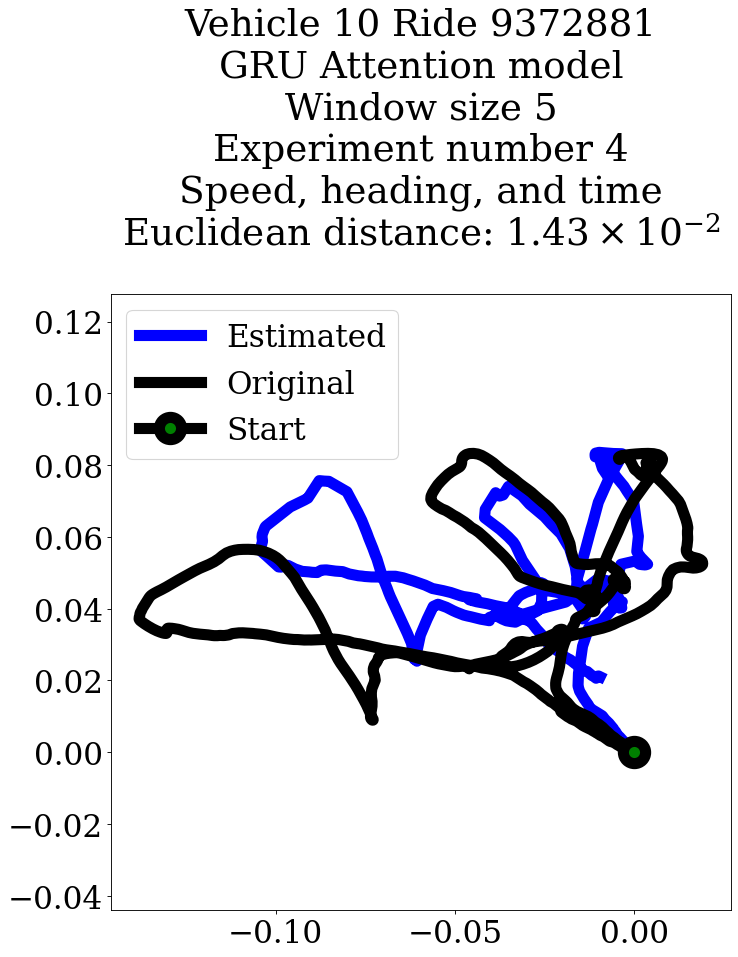 Vehicle 10 Ride 9372881
GRU Attention model
Window size 5
Experiment number 4
Speed, heading, and time
Euclidean distance: 1.43 × 10⁻²
0.12
0.10
0.08
0.06
0.04
0.02
0.00
−0.02
−0.04
Estimated
Original
Start
−0.10
−0.05
0.00